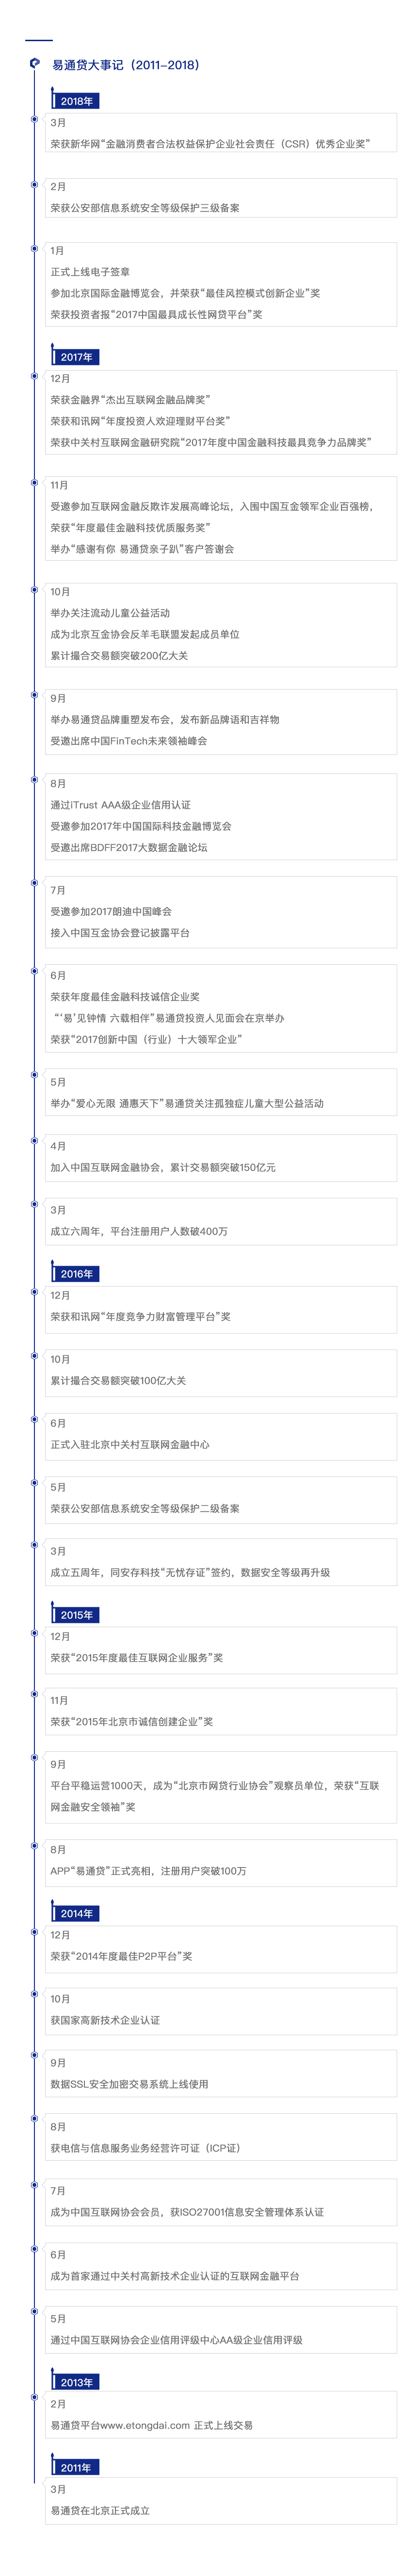 易通贷大事记（2011-2018）
2018年
3月
荣获新华网“金融消费者合法权益保护企业社会责任（CSR）优秀企业奖”
2月
荣获公安部信息系统安全等级保护三级备案
1月
正式上线电子签章
参加北京国际金融博览会，并荣获“最佳风控模式创新企业”奖
荣获投资者报“2017中国最具成长性网贷平台”奖
2017年
12月
荣获金融界“杰出互联网金融品牌奖”
荣获和讯网“年度投资人欢迎理财平台奖”
荣获中关村互联网金融研究院“2017年度中国金融科技最具竞争力品牌奖”
11月
受邀参加互联网金融反欺诈发展高峰论坛，入围中国互金领军企业百强榜，
荣获“年度最佳金融科技优质服务奖”
举办“感谢有你 易通贷亲子趴”客户答谢会
10月
举办关注流动儿童公益活动
成为北京互金协会反羊毛联盟发起成员单位
累计撮合交易额突破200亿大关
9月
举办易通贷品牌重塑发布会，发布新品牌语和吉祥物
受邀出席中国FinTech未来领袖峰会
8月
通过iTrust AAA级企业信用认证
受邀参加2017年中国国际科技金融博览会
受邀出席BDFF2017大数据金融论坛
7月
受邀参加2017朗迪中国峰会
接入中国互金协会登记披露平台
6月
荣获年度最佳金融科技诚信企业奖
“‘易’见钟情 六载相伴”易通贷投资人见面会在京举办
荣获“2017创新中国（行业）十大领军企业”
5月
举办“爱心无限 通惠天下”易通贷关注孤独症儿童大型公益活动
4月
加入中国互联网金融协会，累计交易额突破150亿元
3月
成立六周年，平台注册用户人数破400万
2016年
12月
荣获和讯网“年度竞争力财富管理平台”奖
10月
累计撮合交易额突破100亿大关
6月
正式入驻北京中关村互联网金融中心
5月
荣获公安部信息系统安全等级保护二级备案
3月
成立五周年，同安存科技“无忧存证”签约，数据安全等级再升级
2015年
12月
荣获“2015年度最佳互联网企业服务”奖
11月
荣获“2015年北京市诚信创建企业”奖
9月
平台平稳运营1000天，成为“北京市网贷行业协会”观察员单位，荣获“互联
网金融安全领袖”奖
8月
APP“易通贷”正式亮相，注册用户突破100万
2014年
12月
荣获“2014年度最佳P2P平台”奖
10月
获国家高新技术企业认证
9月
数据SSL安全加密交易系统上线使用
8月
获电信与信息服务业务经营许可证（ICP证）
7月
成为中国互联网协会会员，获ISO27001信息安全管理体系认证
6月
成为首家通过中关村高新技术企业认证的互联网金融平台
5月
通过中国互联网协会企业信用评级中心AA级企业信用评级
2013年
2月
易通贷平台www.etongdai.com 正式上线交易
2011年
3月
易通贷在北京正式成立